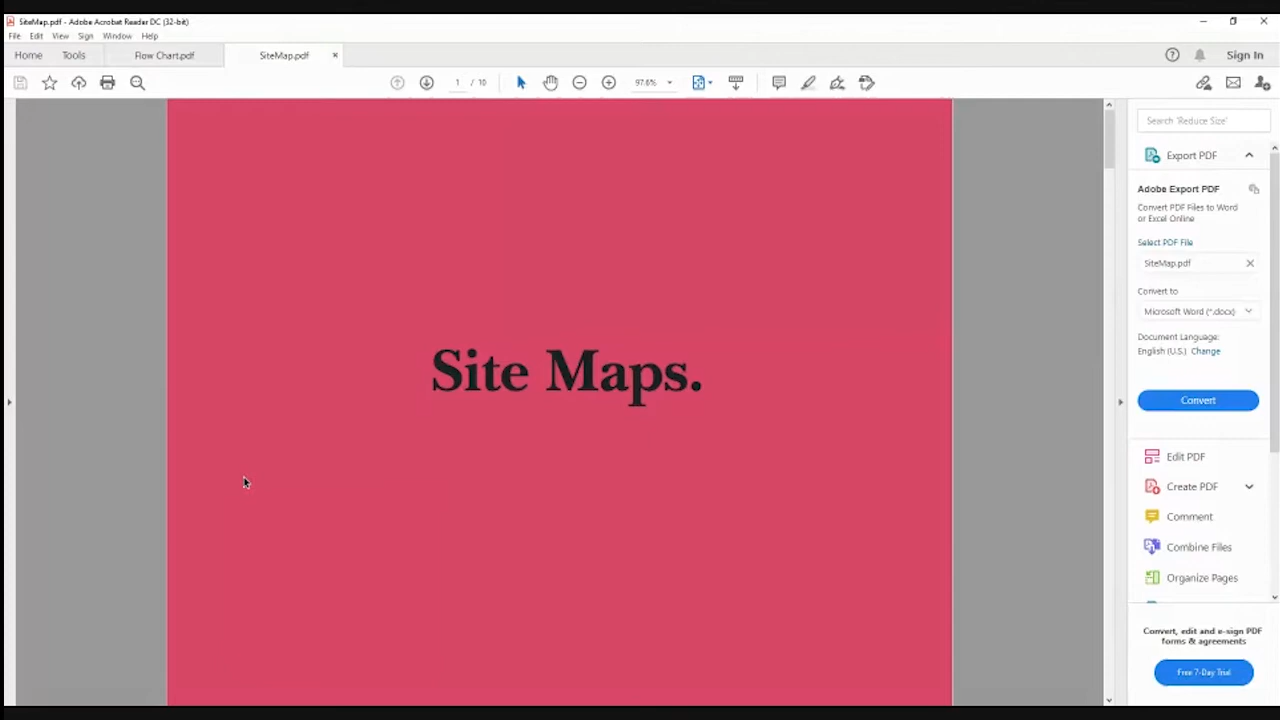 SiteMap.pdf - Adobe Acrobat Reader DC (32-bit)
File Edit View Sign Window Help
Home Tools Flow Chart.pdf SiteMap.pdf × Sign In
1 / 10 97.6%
Search 'Reduce Size'
Export PDF
Adobe Export PDF
Convert PDF Files to Word
or Excel Online
Select PDF File
SiteMap.pdf
Convert to
Microsoft Word (*.docx)
Document Language:
English (U.S.) Change
Convert
Site Maps.
Edit PDF
Create PDF
Comment
Combine Files
Organize Pages
Convert, edit and e-sign PDF
forms & agreements
Free 7-Day Trial